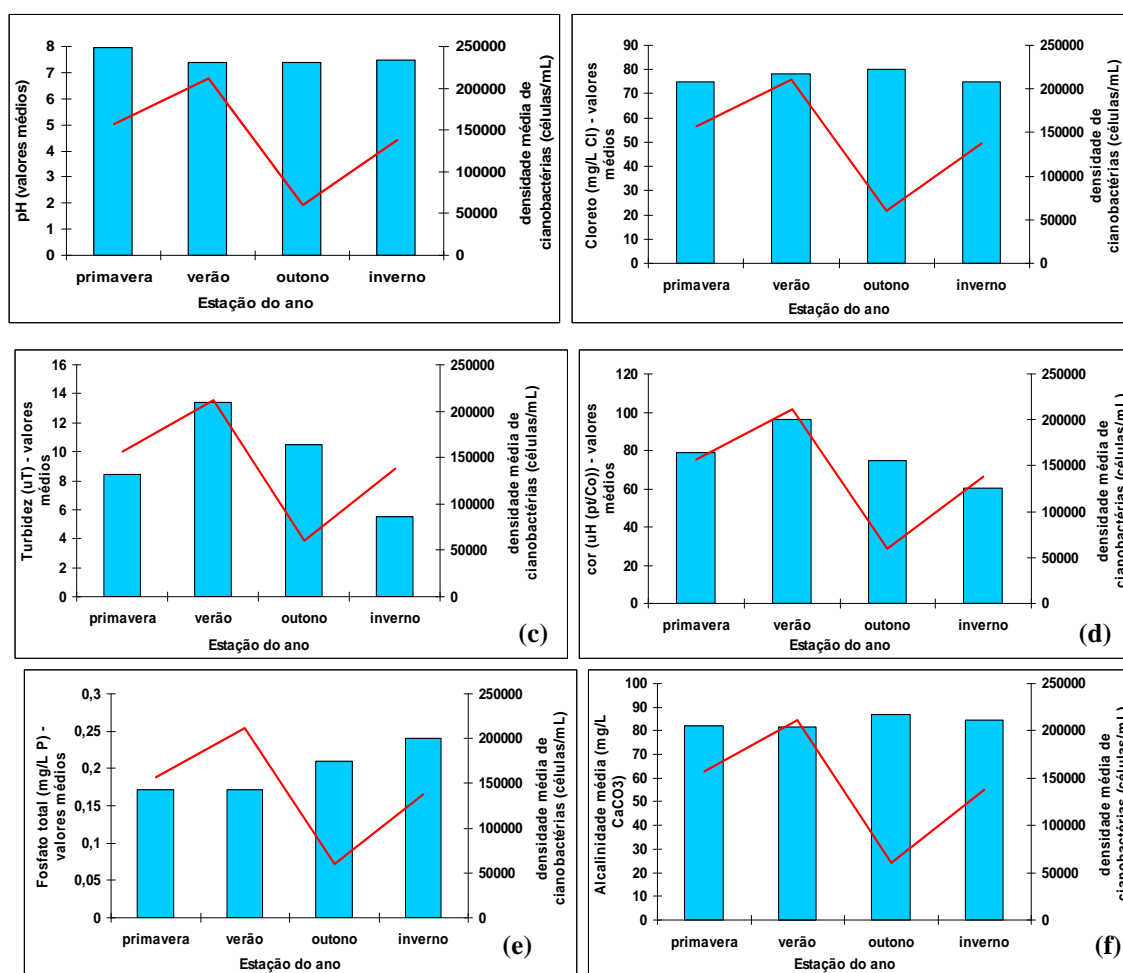 pH (valores médios)
8
7
6
5
4
3
2
1
0
250000
200000
150000
100000
50000
0
densidade média de
cianobactérias (células/mL)
primavera verão outono inverno
Estação do ano
Cloreto (mg/L Cl) - valores
médios
90
80
70
60
50
40
30
20
10
0
250000
200000
150000
100000
50000
0
densidade de
cianobactérias (células/mL)
primavera verão outono inverno
Estação do ano
Turbidez (uT) - valores
médios
16
14
12
10
8
6
4
2
0
250000
200000
150000
100000
50000
0
densidade média de
cianobactérias (células/mL)
primavera verão outono inverno
Estação do ano
(c)
cor (uH (pt/Co)) - valores
médios
120
100
80
60
40
20
0
250000
200000
150000
100000
50000
0
densidade média de
cianobactérias (células/mL)
primavera verão outono inverno
Estação do ano
(d)
Fosfato total (mg/L P) -
valores médios
0,3
0,25
0,2
0,15
0,1
0,05
0
250000
200000
150000
100000
50000
0
densidade média de
cianobactérias (células/mL)
primavera verão outono inverno
Estação do ano
(e)
Alcalinidade média (mg/L
CaCO3)
100
90
80
70
60
50
40
30
20
10
0
250000
200000
150000
100000
50000
0
densidade média de
cianobactérias (células/mL)
primavera verão outono inverno
Estação do ano
(f)